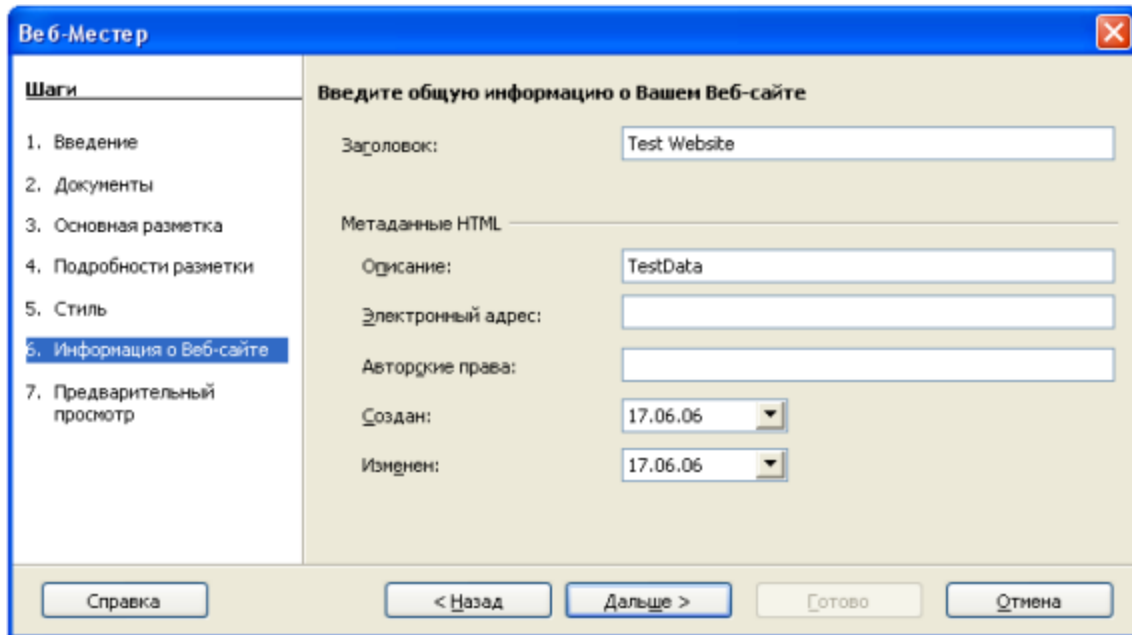 Веб-Местер
Шаги
1. Введение
2. Документы
3. Основная разметка
4. Подробности разметки
5. Стиль
6. Информация о Веб-сайте
7. Предварительный
просмотр
Введите общую информацию о Вашем Веб-сайте
Заголовок: Test Website
Метаданные HTML
Описание: TestData
Электронный адрес:
Авторские права:
Создан: 17.06.06
Изменен: 17.06.06
Справка < Назад Дальше > Готово Отмена